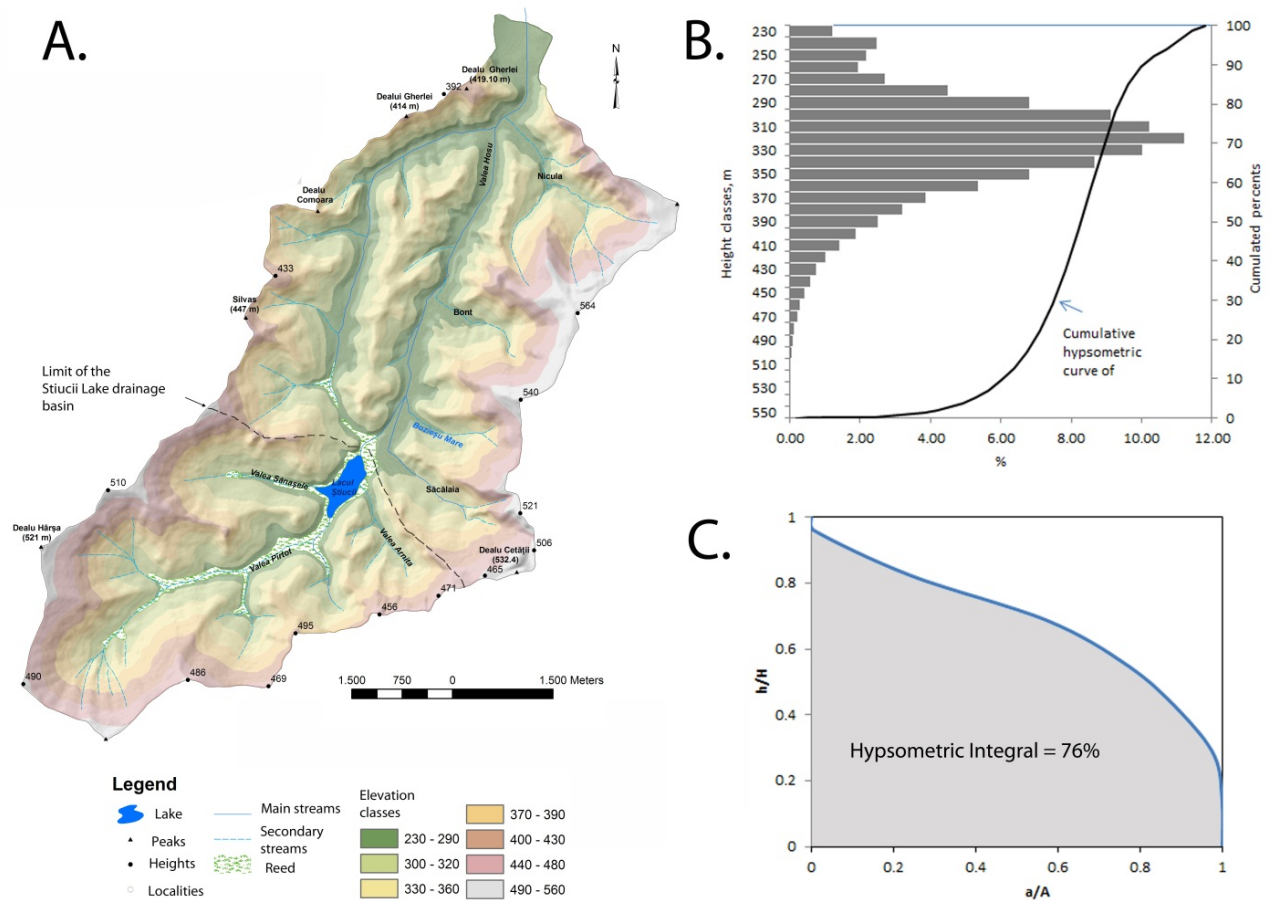 A.
N
Dealu Gherlei
(419.10 m)
392
Dealui Gherlei
(414 m)
Valea Hosu
Nicula
Dealu
Comoara
433
Silvaș
(447 m)
564
Bont
Limit of the
Stiucii Lake drainage
basin
540
Bozieșu Mare
Valea Sănașele
Lacul
Știucii
Săcălaia
510
521
Dealu Hârșa
(521 m)
506
Valea Arnița
Dealu Cetății
(532.4)
Valea Pîrtof
465
471
456
495
490
486
469
1.500 750 0 1.500 Meters
Legend
Lake
Peaks
Heights
Localities
Main streams
Secondary
streams
Reed
Elevation
classes
230 - 290
300 - 320
330 - 360
370 - 390
400 - 430
440 - 480
490 - 560
B.
Height classes, m
230
250
270
290
310
330
350
370
390
410
430
450
470
490
510
530
550
0.00 2.00 4.00 6.00 8.00 10.00 12.00
%
100
90
80
70
60
50
40
30
20
10
0
Cumulated percents
Cumulative
hypsometric
curve of
C.
h/H
1
0.8
0.6
0.4
0.2
0
Hypsometric Integral = 76%
0 0.2 0.4 0.6 0.8 1
a/A